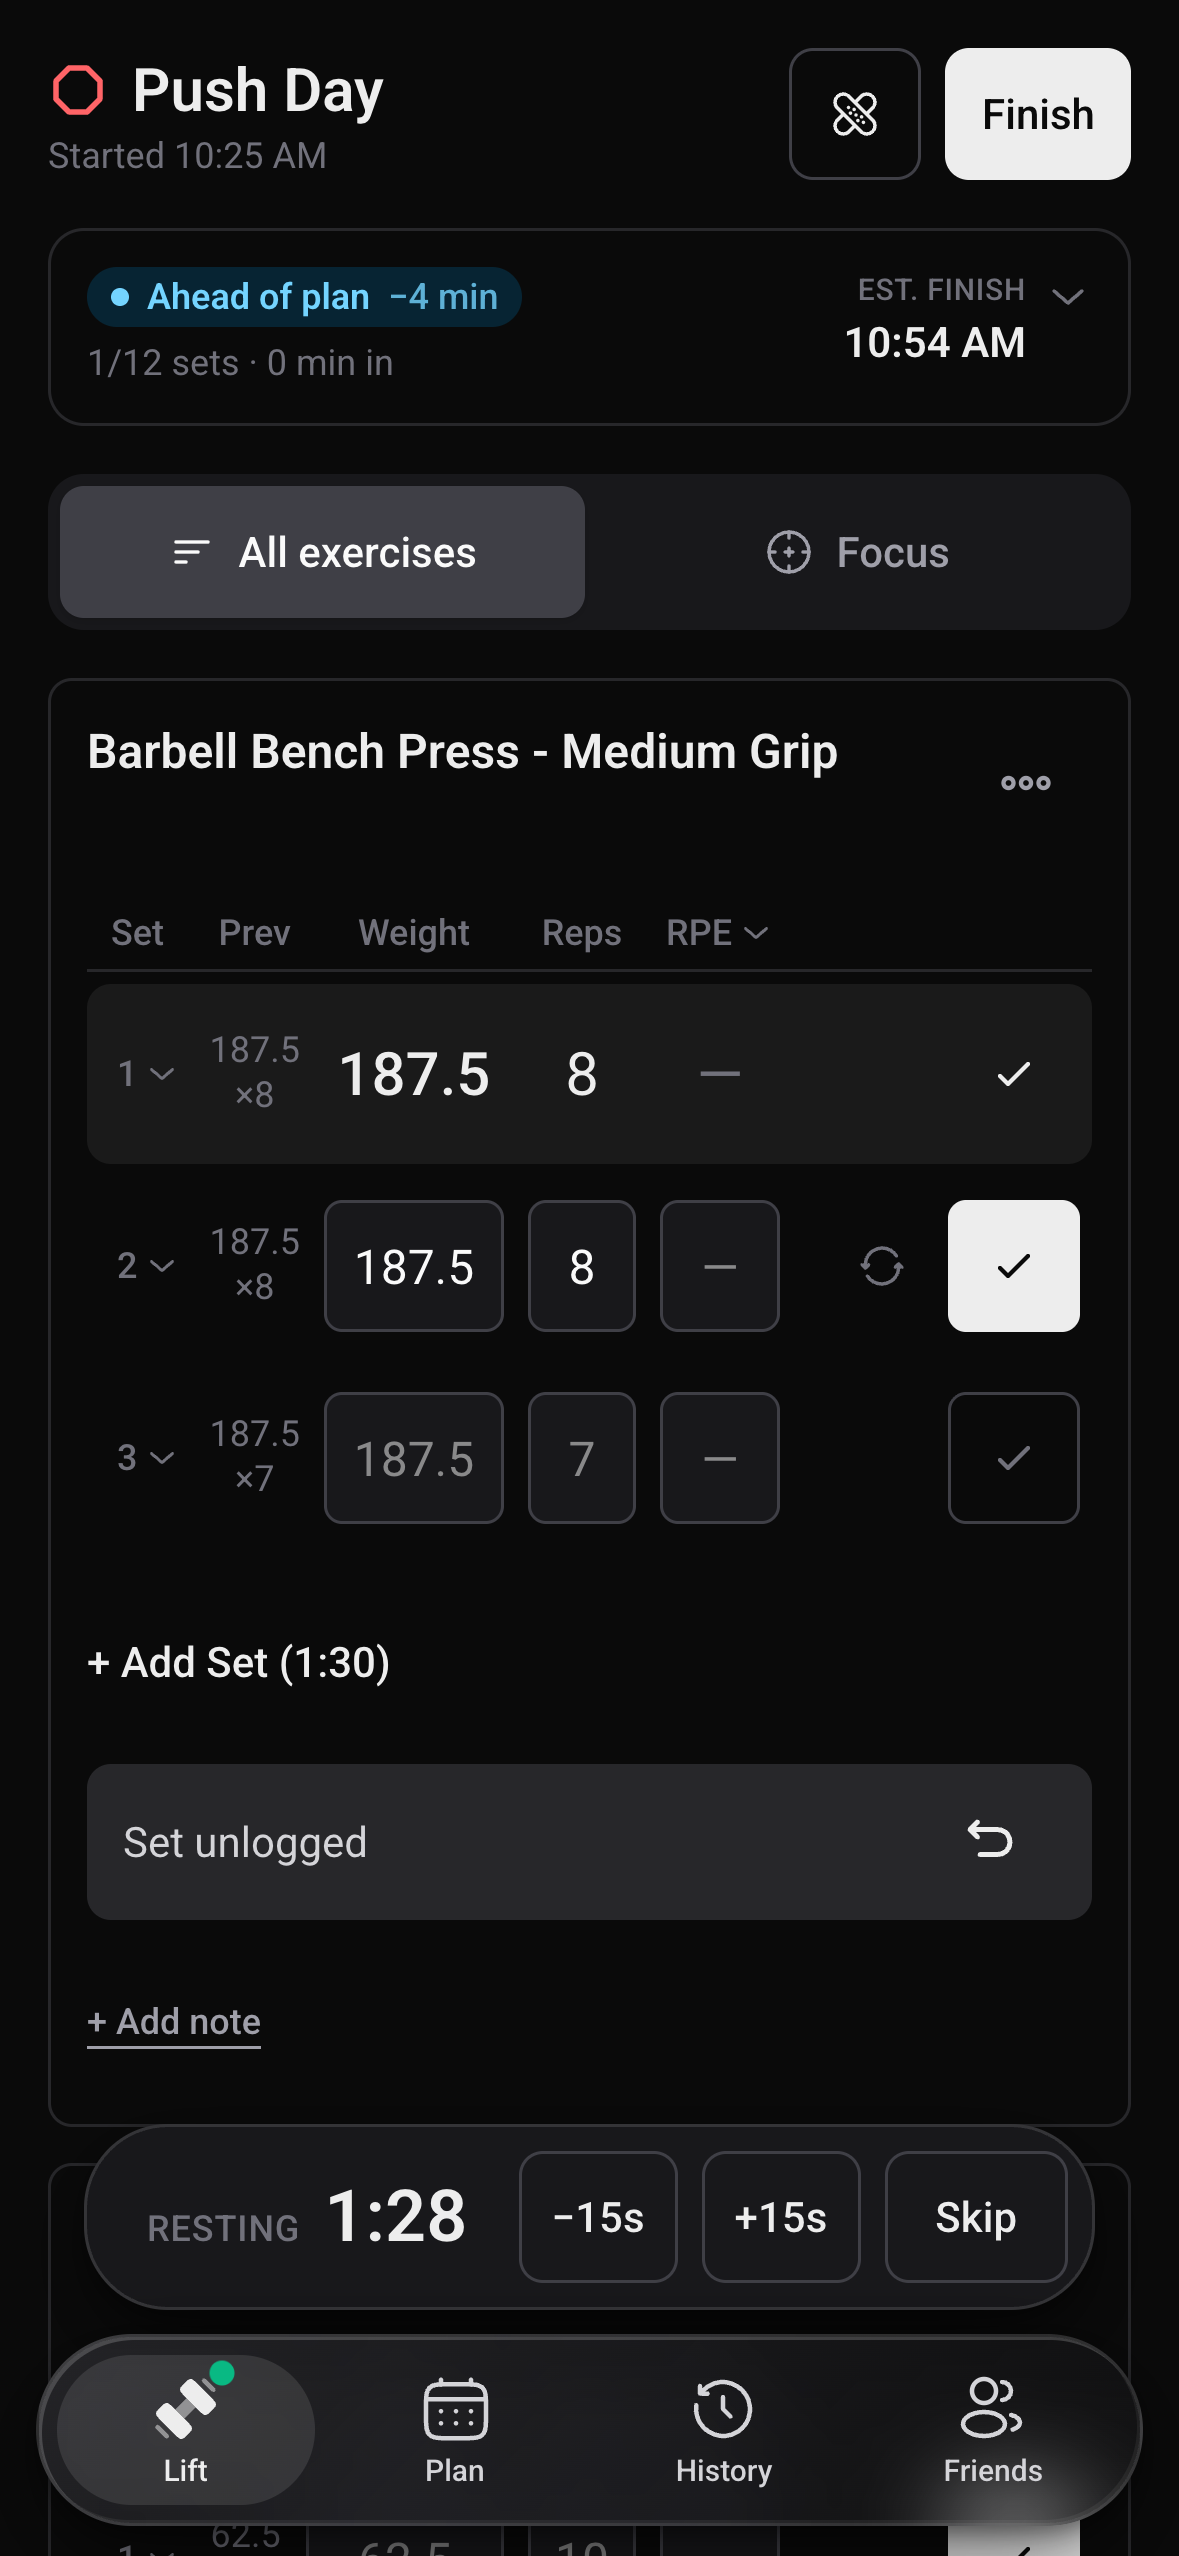 Push Day
Started 10:25 AM
Finish
Ahead of plan −4 min
1/12 sets · 0 min in
EST. FINISH
10:54 AM
All exercises
Focus
Barbell Bench Press - Medium Grip
Set Prev Weight Reps RPE
1 187.5 ×8 187.5 8 —
2 187.5 ×8 187.5 8 —
3 187.5 ×7 187.5 7 —
+ Add Set (1:30)
Set unlogged
+ Add note
RESTING 1:28 −15s +15s Skip
Lift Plan History Friends
62.5